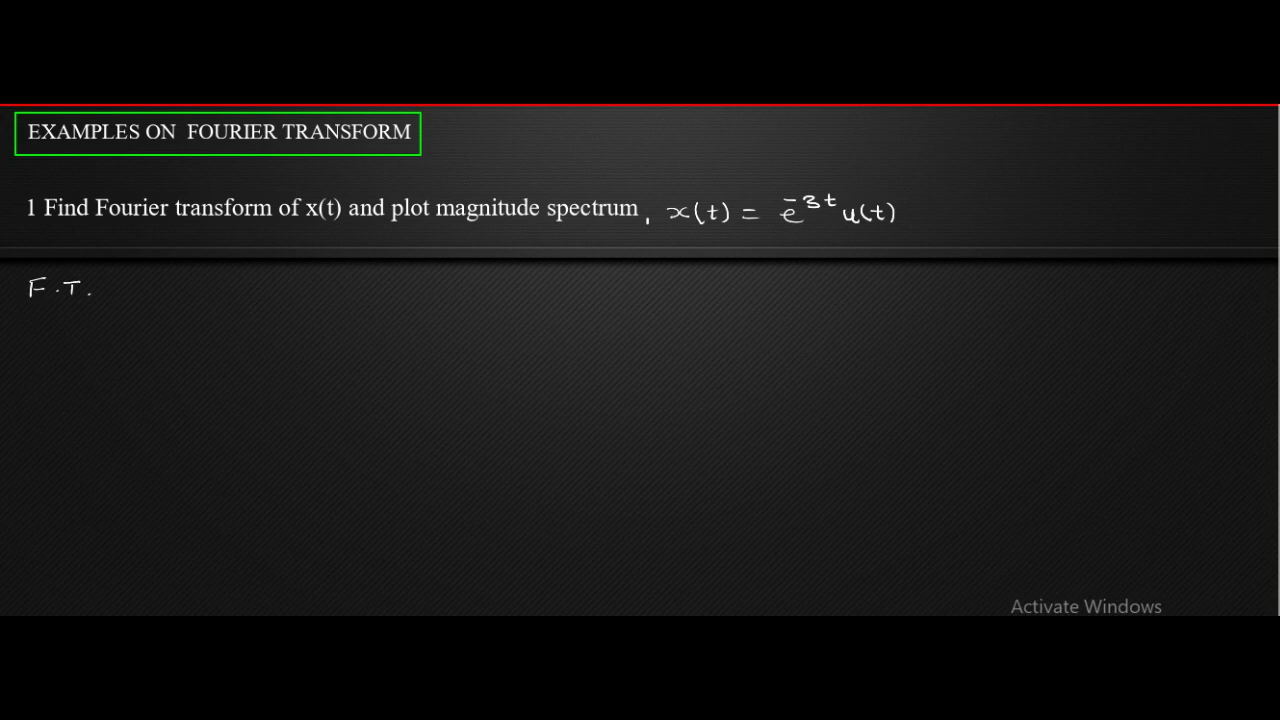 EXAMPLES ON FOURIER TRANSFORM
1 Find Fourier transform of x(t) and plot magnitude spectrum , x(t) = e⁻³ᵗ u(t)
F.T.
Activate Windows